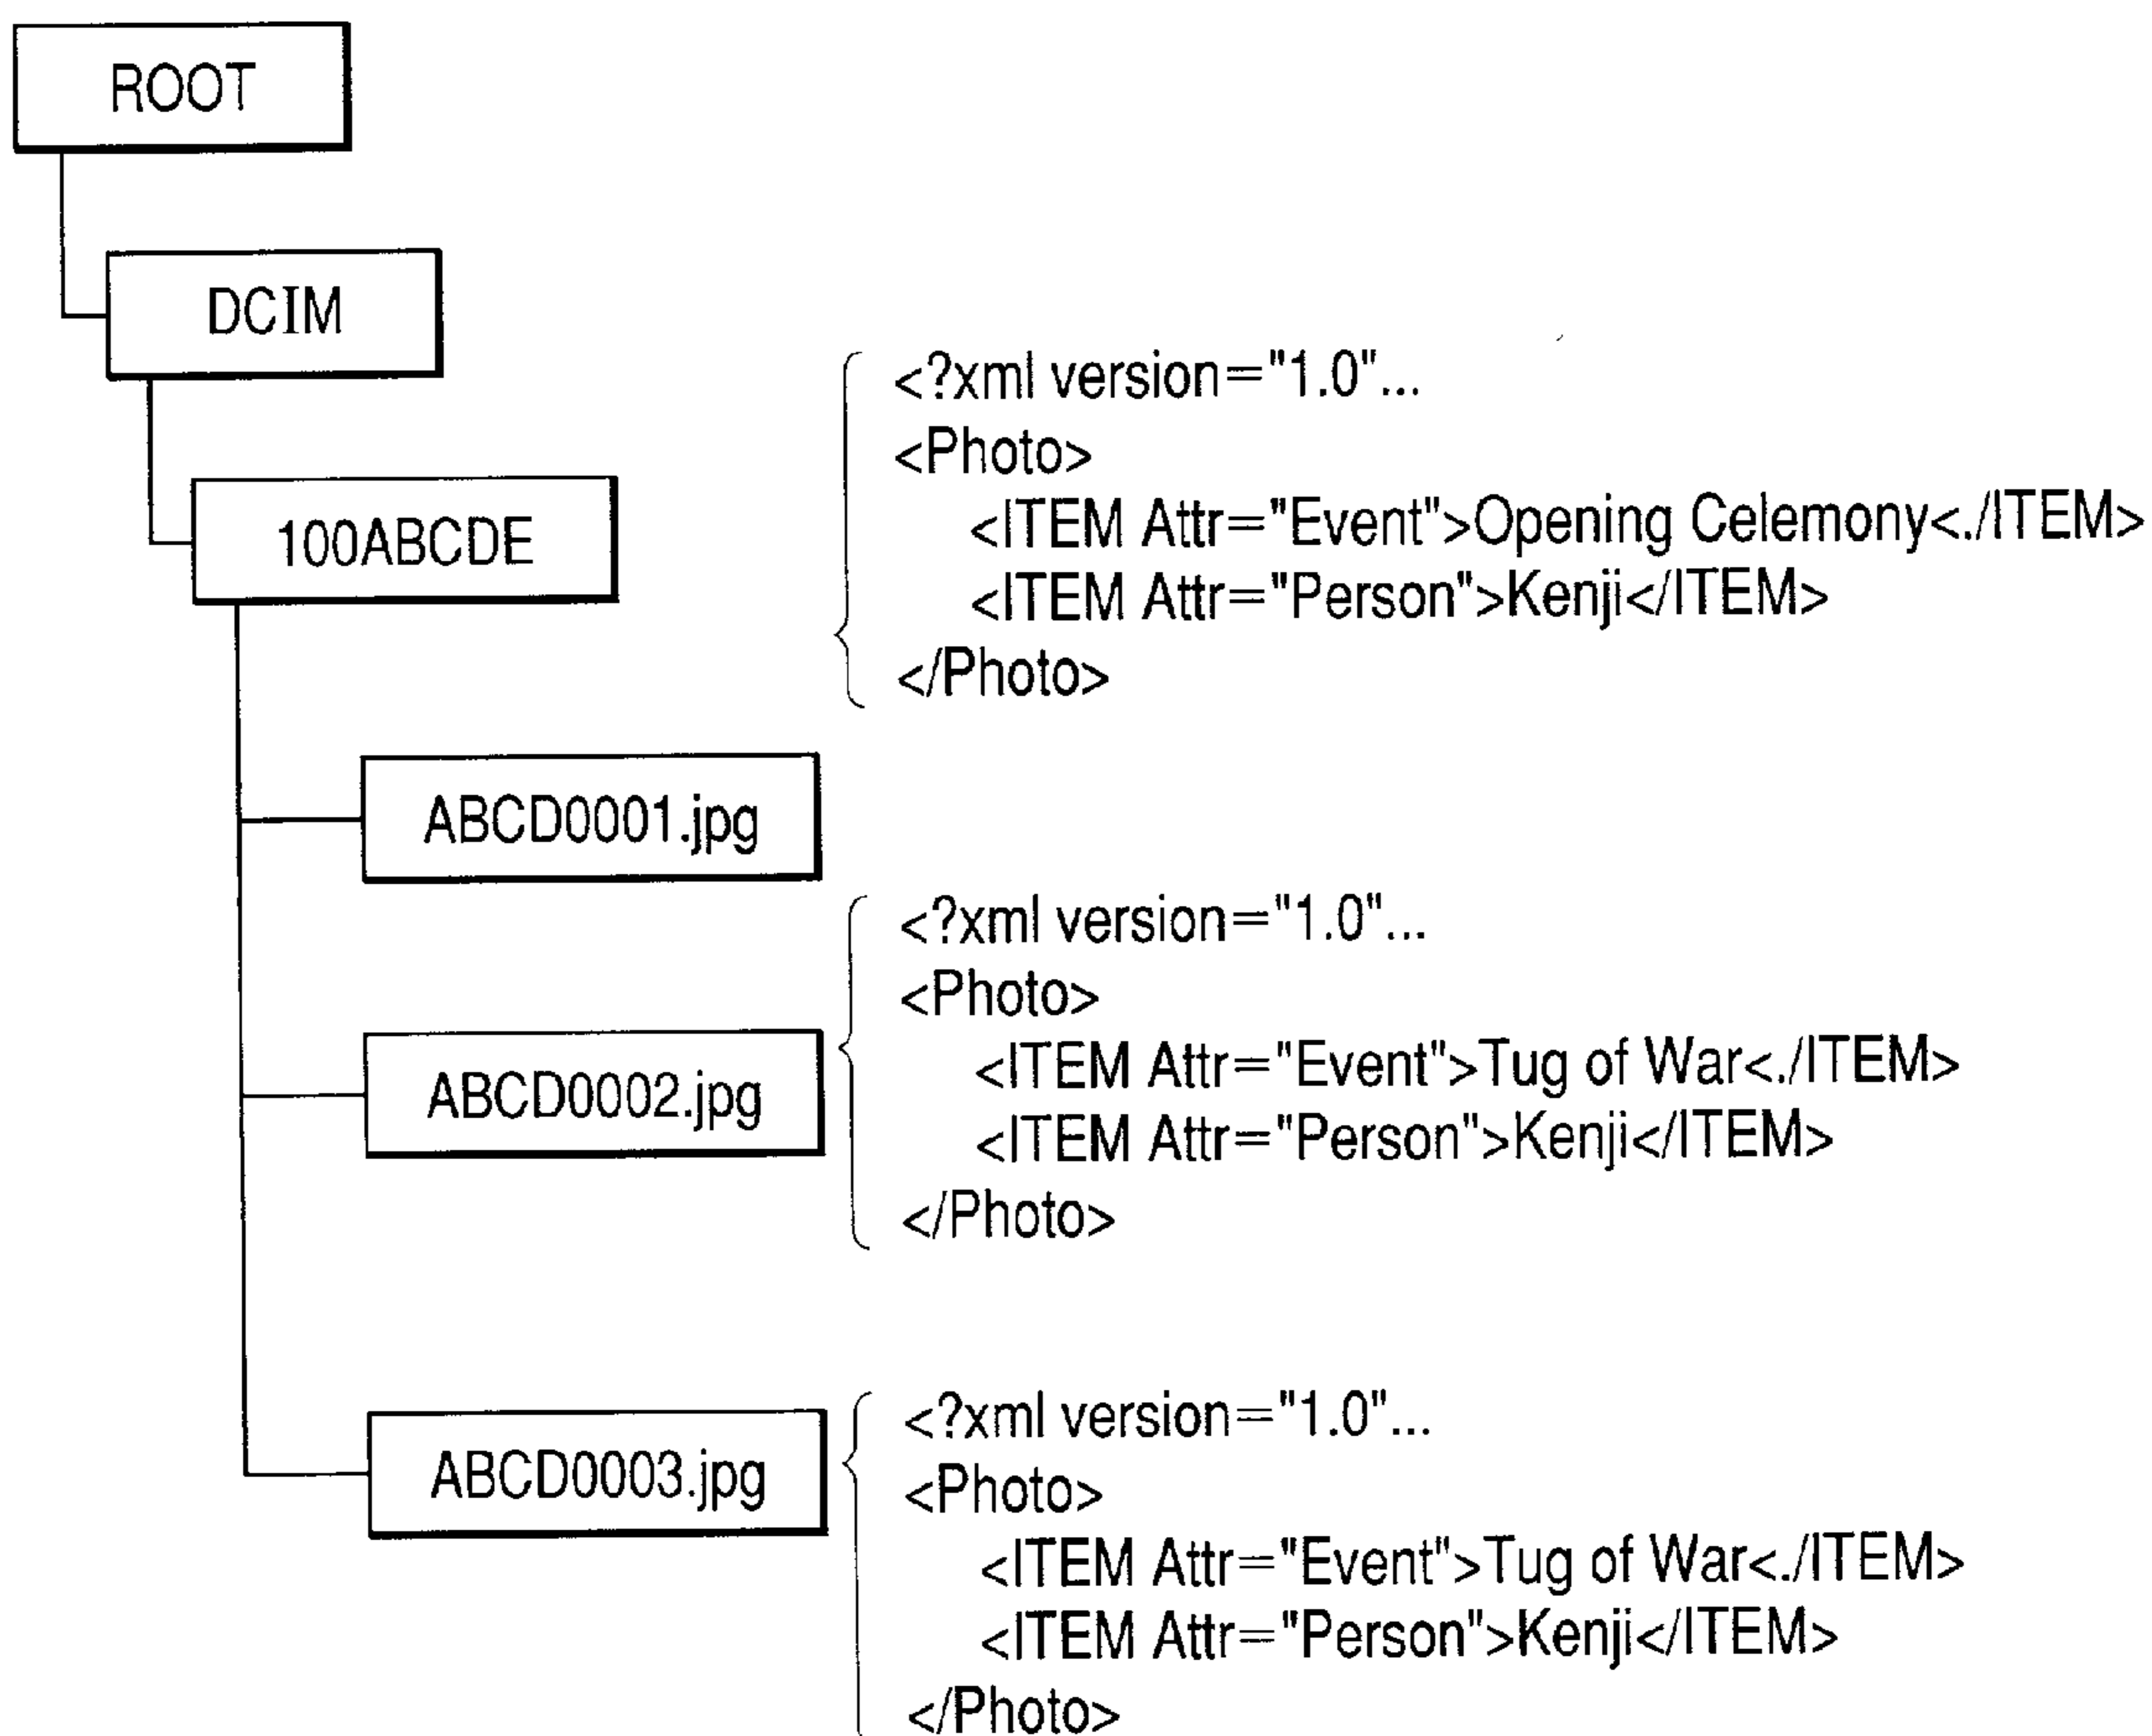 ROOT
DCIM
100ABCDE
<?xml version="1.0"...
<Photo>
<ITEM Attr="Event">Opening Celemony<./ITEM>
<ITEM Attr="Person">Kenji</ITEM>
</Photo>
ABCD0001.jpg
<?xml version="1.0"...
<Photo>
<ITEM Attr="Event">Tug of War<./ITEM>
<ITEM Attr="Person">Kenji</ITEM>
</Photo>
ABCD0002.jpg
<?xml version="1.0"...
<Photo>
<ITEM Attr="Event">Tug of War<./ITEM>
<ITEM Attr="Person">Kenji</ITEM>
</Photo>
ABCD0003.jpg